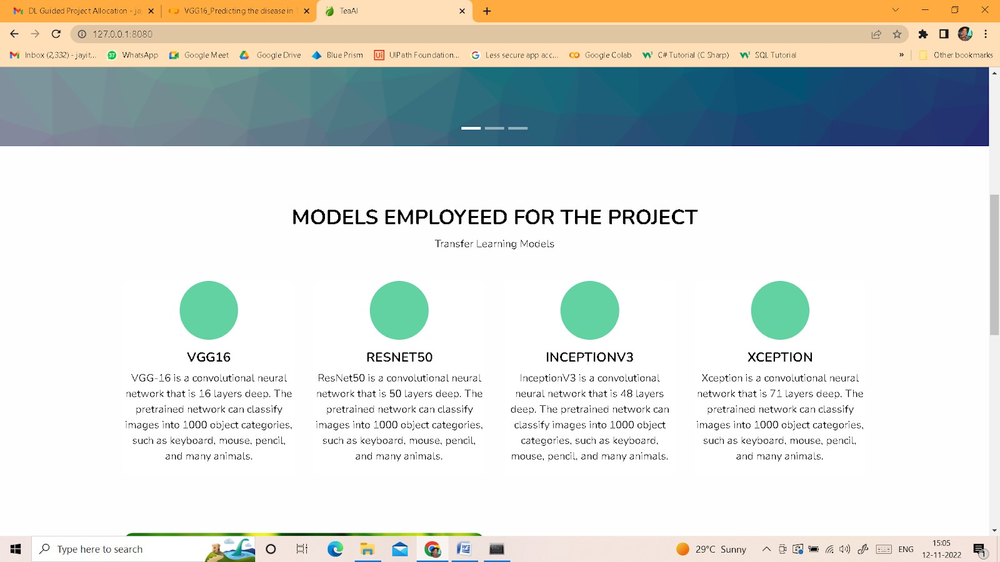 DL Guided Project Allocation - ja
VGG16_Predicting the disease in T
TeaAI
127.0.0.1:8080
Inbox (2,332) - jayit...
37
WhatsApp
Google Meet
Google Drive
Blue Prism
Ui
UIPath Foundation...
Less secure app acc...
Google Colab
C# Tutorial (C Sharp)
SQL Tutorial
»
Other bookmarks
MODELS EMPLOYEED FOR THE PROJECT
Transfer Learning Models
VGG16
VGG-16 is a convolutional neural
network that is 16 layers deep. The
pretrained network can classify
images into 1000 object categories,
such as keyboard, mouse, pencil,
and many animals.
RESNET50
ResNet50 is a convolutional neural
network that is 50 layers deep. The
pretrained network can classify
images into 1000 object categories,
such as keyboard, mouse, pencil,
and many animals.
INCEPTIONV3
InceptionV3 is a convolutional
neural network that is 48 layers
deep. The pretrained network can
classify images into 1000 object
categories, such as keyboard,
mouse, pencil, and many animals.
XCEPTION
Xception is a convolutional neural
network that is 71 layers deep. The
pretrained network can classify
images into 1000 object categories,
such as keyboard, mouse, pencil,
and many animals.
Type here to search
29°C Sunny
ENG
15:05
12-11-2022
1